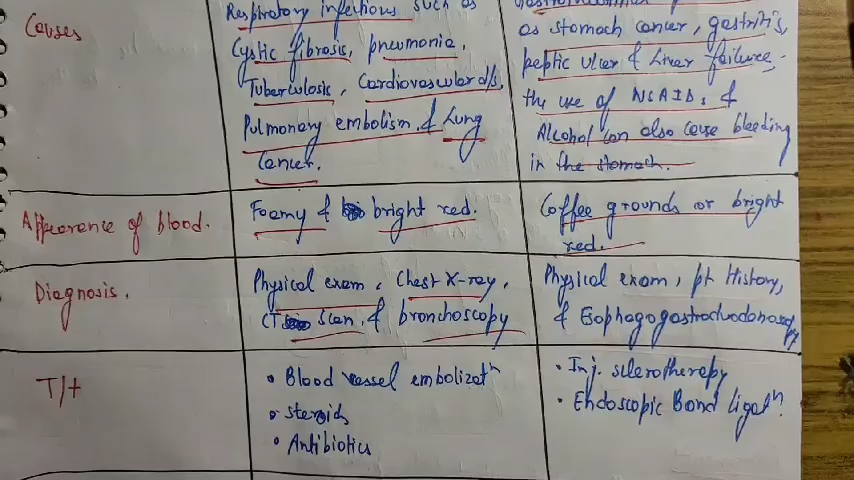 Causes
Respiratory infections such as
Cystic fibrosis, pneumonia,
Tuberculosis, Cardiovascular d/s,
Pulmonary embolism, & Lung
Cancer.
as stomach cancer, gastritis,
peptic ulcer & Liver failure.
the use of NSAIDs, &
Alcohol can also cause bleeding
in the stomach.
Appearence of blood.
Foamy & bright red.
Coffee grounds or bright
red.
Diagnosis.
Physical exam, Chest X-ray,
CT scan, & bronchoscopy
Physical exam, pt History,
& Esophagogastroduodenoscopy
T/t
• Blood vessel embolizatⁿ
• Steroids
• Antibiotics
• Inj. sclerotherapy
• Endoscopic Band Ligatⁿ.